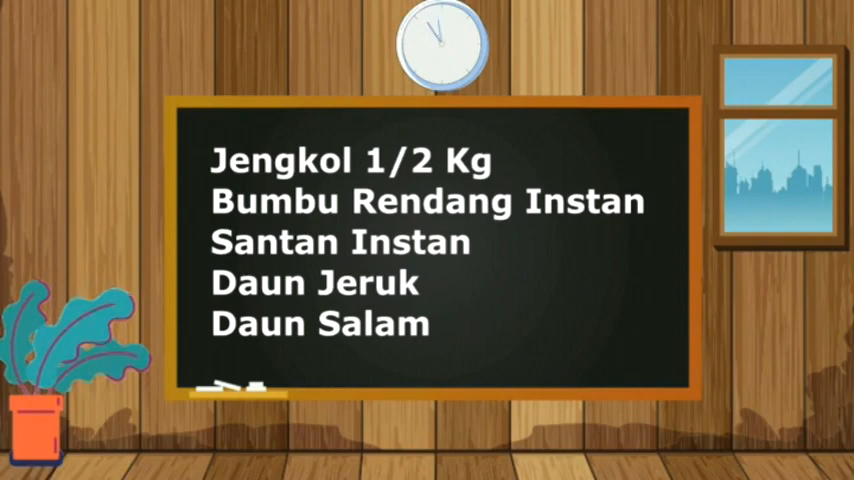 Jengkol 1/2 Kg
Bumbu Rendang Instan
Santan Instan
Daun Jeruk
Daun Salam